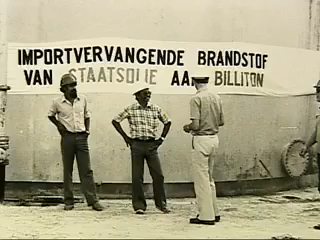 IMPORTVERVANGENDE BRANDSTOF
VAN STAATSOLIE AAN BILLITON